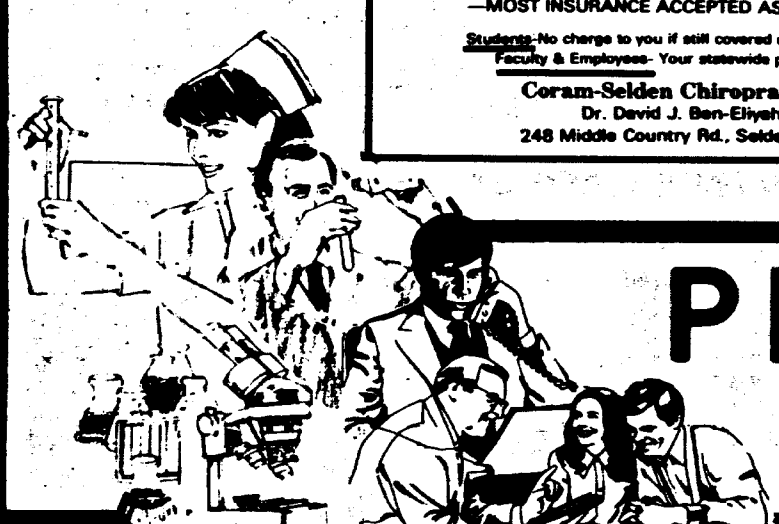 —MOST INSURANCE ACCEPTED AS
Students-No charge to you if still covered
Faculty & Employees- Your statewide
Coram-Selden
Dr. David J. Ben-Eliyah
248 Middle Country Rd., Selde
P